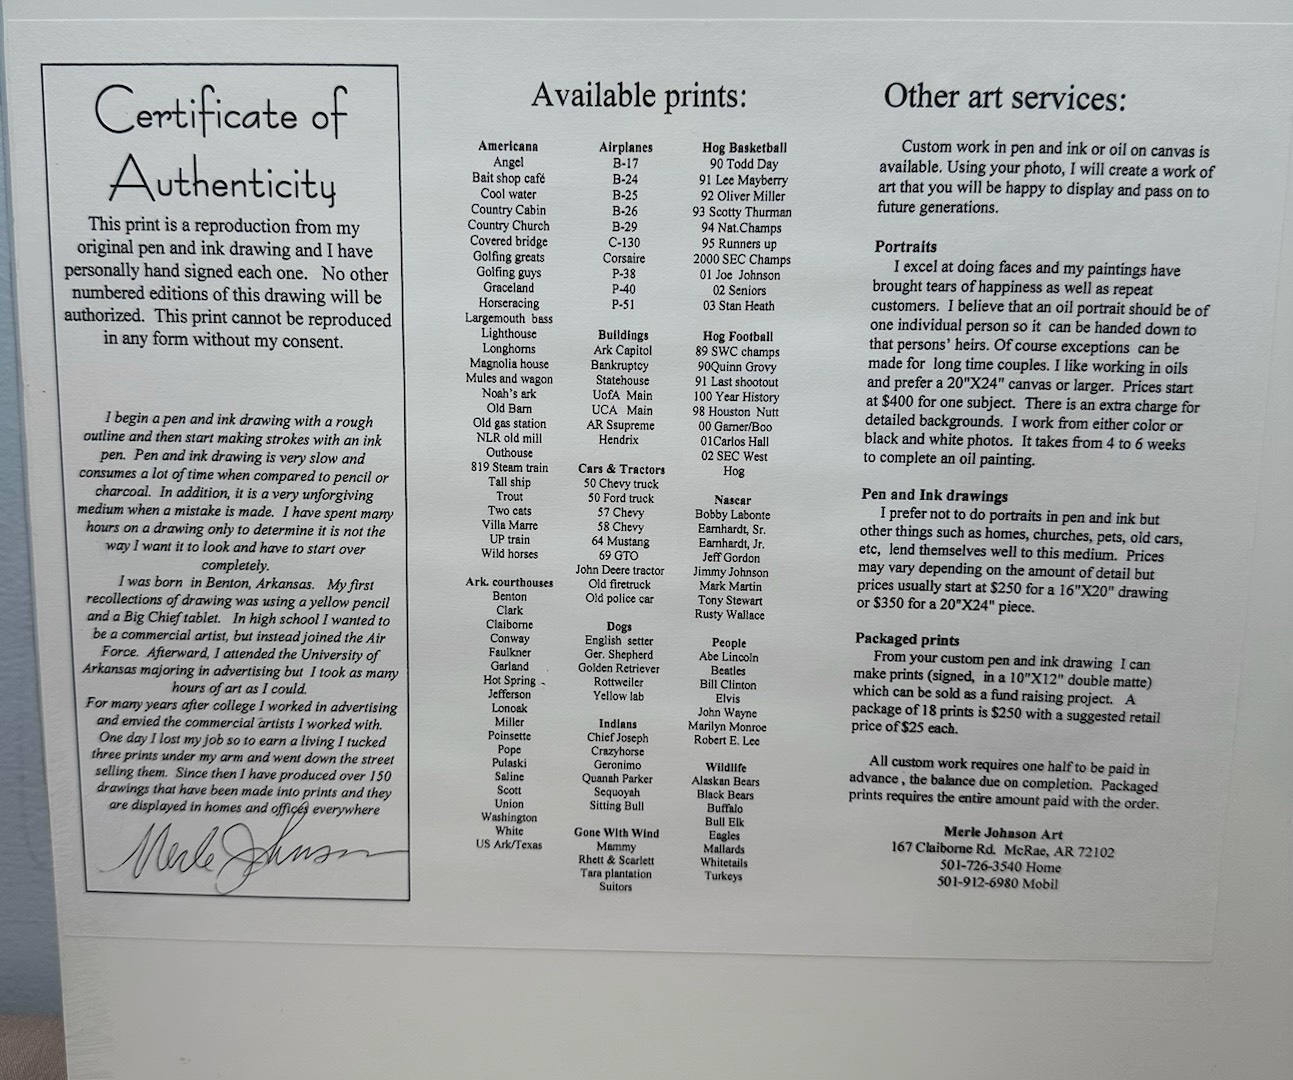 Certificate of
Authenticity
This print is a reproduction from my
original pen and ink drawing and I have
personally hand signed each one. No other
numbered editions of this drawing will be
authorized. This print cannot be reproduced
in any form without my consent.
I begin a pen and ink drawing with a rough
outline and then start making strokes with an ink
pen. Pen and ink drawing is very slow and
consumes a lot of time when compared to pencil or
charcoal. In addition, it is a very unforgiving
medium when a mistake is made. I have spent many
hours on a drawing only to determine it is not the
way I want it to look and have to start over
completely.
I was born in Benton, Arkansas. My first
recollections of drawing was using a yellow pencil
and a Big Chief tablet. In high school I wanted to
be a commercial artist, but instead joined the Air
Force. Afterward, I attended the University of
Arkansas majoring in advertising but I took as many
hours of art as I could.
For many years after college I worked in advertising
and envied the commercial artists I worked with.
One day I lost my job so to earn a living I tucked
three prints under my arm and went down the street
selling them. Since then I have produced over 150
drawings that have been made into prints and they
are displayed in homes and offices everywhere
Merle Johnson
Available prints:
Americana
Angel
Bait shop café
Cool water
Country Cabin
Country Church
Covered bridge
Golfing greats
Golfing guys
Graceland
Horseracing
Largemouth bass
Lighthouse
Longhorns
Magnolia house
Mules and wagon
Noah's ark
Old Barn
Old gas station
NLR old mill
Outhouse
819 Steam train
Tall ship
Trout
Two cats
Villa Marre
UP train
Wild horses
Ark. courthouses
Benton
Clark
Claiborne
Conway
Faulkner
Garland
Hot Spring
Jefferson
Lonoak
Miller
Poinsette
Pope
Pulaski
Saline
Scott
Union
Washington
White
US Ark/Texas
Airplanes
B-17
B-24
B-25
B-26
B-29
C-130
Corsaire
P-38
P-40
P-51
Buildings
Ark Capitol
Bankruptcy
Statehouse
UofA Main
UCA Main
AR Ssupreme
Hendrix
Cars & Tractors
50 Chevy truck
50 Ford truck
57 Chevy
58 Chevy
64 Mustang
69 GTO
John Deere tractor
Old firetruck
Old police car
Dogs
English setter
Ger. Shepherd
Golden Retriever
Rottweiler
Yellow lab
Indians
Chief Joseph
Crazyhorse
Geronimo
Quanah Parker
Sequoyah
Sitting Bull
Gone With Wind
Mammy
Rhett & Scarlett
Tara plantation
Suitors
Hog Basketball
90 Todd Day
91 Lee Mayberry
92 Oliver Miller
93 Scotty Thurman
94 Nat.Champs
95 Runners up
2000 SEC Champs
01 Joe Johnson
02 Seniors
03 Stan Heath
Hog Football
89 SWC champs
90Quinn Grovy
91 Last shootout
100 Year History
98 Houston Nutt
00 Garner/Boo
01Carlos Hall
02 SEC West
Hog
Nascar
Bobby Labonte
Earnhardt, Sr.
Earnhardt, Jr.
Jeff Gordon
Jimmy Johnson
Mark Martin
Tony Stewart
Rusty Wallace
People
Abe Lincoln
Beatles
Bill Clinton
Elvis
John Wayne
Marilyn Monroe
Robert E. Lee
Wildlife
Alaskan Bears
Black Bears
Buffalo
Bull Elk
Eagles
Mallards
Whitetails
Turkeys
Other art services:
Custom work in pen and ink or oil on canvas is
available. Using your photo, I will create a work of
art that you will be happy to display and pass on to
future generations.
Portraits
I excel at doing faces and my paintings have
brought tears of happiness as well as repeat
customers. I believe that an oil portrait should be of
one individual person so it can be handed down to
that persons' heirs. Of course exceptions can be
made for long time couples. I like working in oils
and prefer a 20"X24" canvas or larger. Prices start
at $400 for one subject. There is an extra charge for
detailed backgrounds. I work from either color or
black and white photos. It takes from 4 to 6 weeks
to complete an oil painting.
Pen and Ink drawings
I prefer not to do portraits in pen and ink but
other things such as homes, churches, pets, old cars,
etc, lend themselves well to this medium. Prices
may vary depending on the amount of detail but
prices usually start at $250 for a 16"X20" drawing
or $350 for a 20"X24" piece.
Packaged prints
From your custom pen and ink drawing I can
make prints (signed, in a 10"X12" double matte)
which can be sold as a fund raising project. A
package of 18 prints is $250 with a suggested retail
price of $25 each.
All custom work requires one half to be paid in
advance , the balance due on completion. Packaged
prints requires the entire amount paid with the order.
Merle Johnson Art
167 Claiborne Rd. McRae, AR 72102
501-726-3540 Home
501-912-6980 Mobil